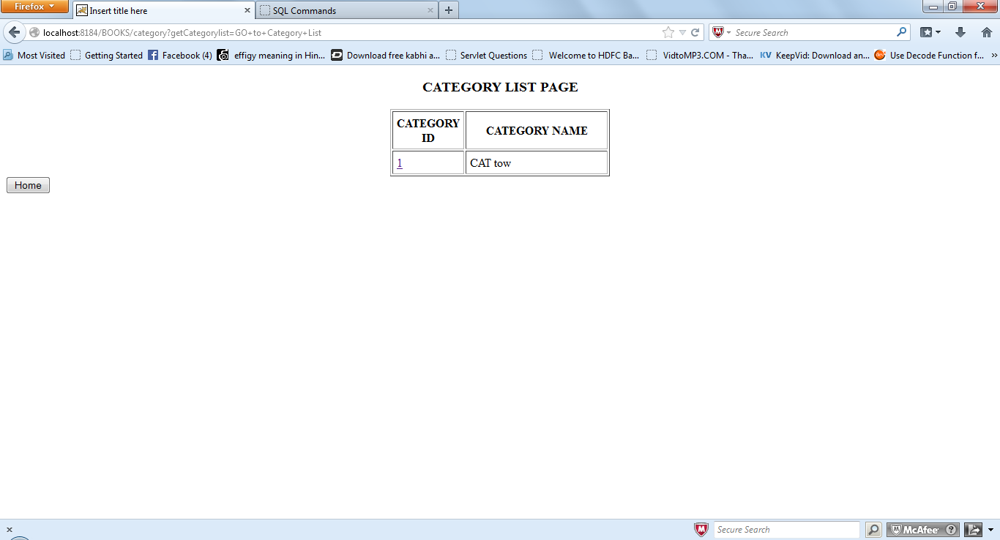 Firefox
Insert title here
SQL Commands
localhost:8184/BOOKS/category?getCategorylist=GO+to+Category+List
Secure Search
Most Visited Getting Started Facebook (4) effigy meaning in Hin... Download free kabhi a... Servlet Questions Welcome to HDFC Ba... VidtoMP3.COM - Tha... KV KeepVid: Download an... Use Decode Function f... »
CATEGORY LIST PAGE
CATEGORY ID
CATEGORY NAME
1 CAT tow
Home
Secure Search
McAfee